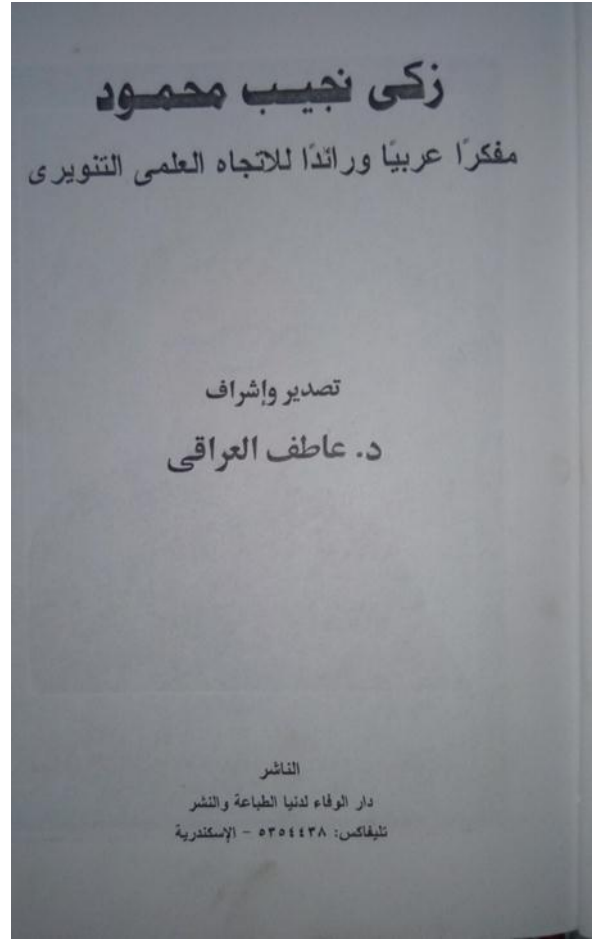 زكى نجيب محمود
مفكرًا عربيًا ورائدًا للاتجاه العلمى التنويرى
تصدير وإشراف
د. عاطف العراقى
الناشر
دار الوفاء لدنيا الطباعة والنشر
تليفاكس: ٥٣٥٤٤٣٨ - الإسكندرية